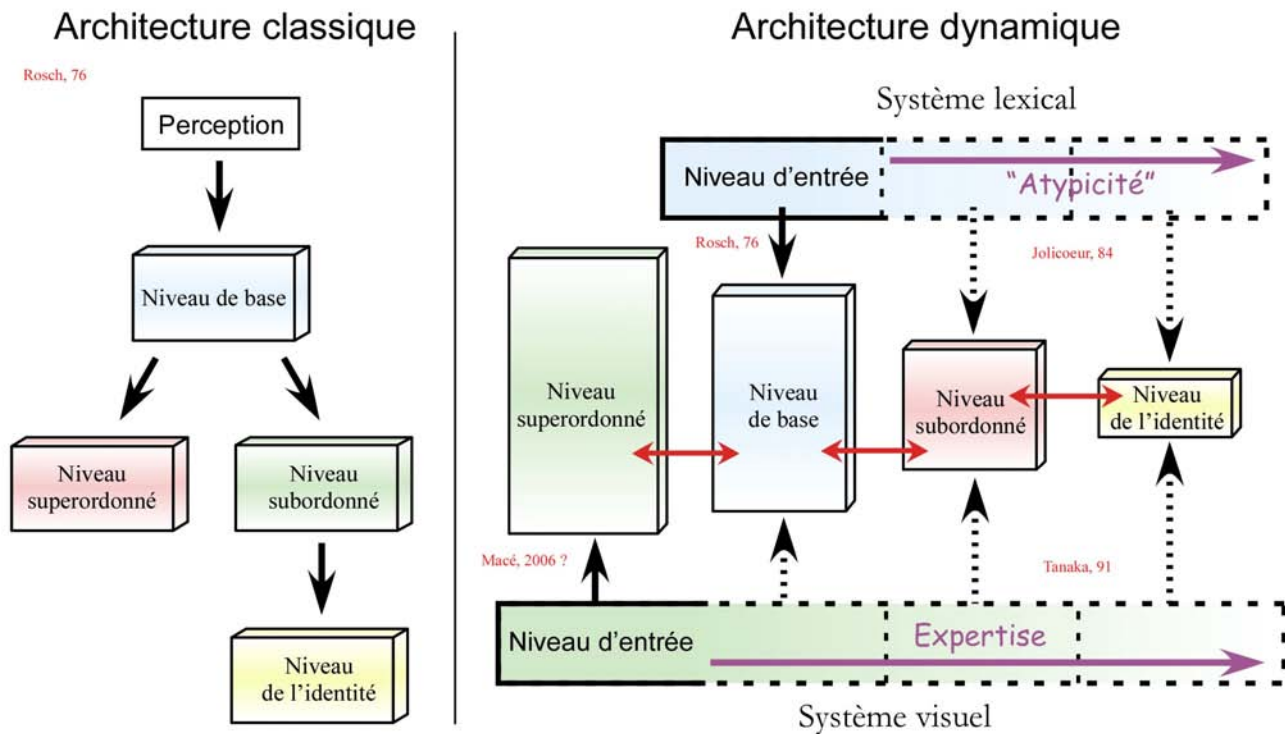 Architecture classique
Rosch, 76
Perception
Niveau de base
Niveau
superordonné
Niveau
subordonné
Niveau
de l’identité
Architecture dynamique
Système lexical
Niveau d’entrée
“Atypicité”
Rosch, 76
Jolicoeur, 84
Niveau
superordonné
Niveau
de base
Niveau
subordonné
Niveau
de l’identité
Macé, 2006 ?
Tanaka, 91
Niveau d’entrée
Expertise
Système visuel